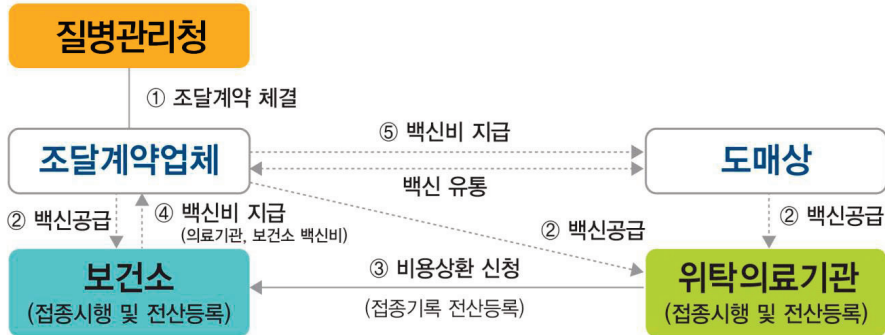 질병관리청
① 조달계약 체결
조달계약업체
⑤ 백신비 지급
백신 유통
도매상
② 백신공급
④ 백신비 지급
(의료기관, 보건소 백신비)
② 백신공급
② 백신공급
보건소
(접종시행 및 전산등록)
③ 비용상환 신청
(접종기록 전산등록)
위탁의료기관
(접종시행 및 전산등록)